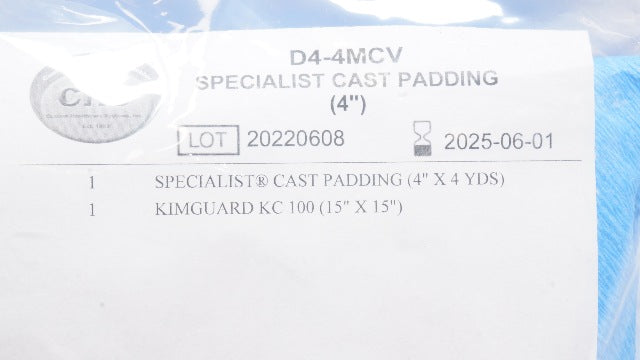 D4-4MCV
SPECIALIST CAST PADDING
(4")
LOT 20220608 2025-06-01
1 SPECIALIST® CAST PADDING (4" X 4 YDS)
1 KIMGUARD KC 100 (15" X 15")